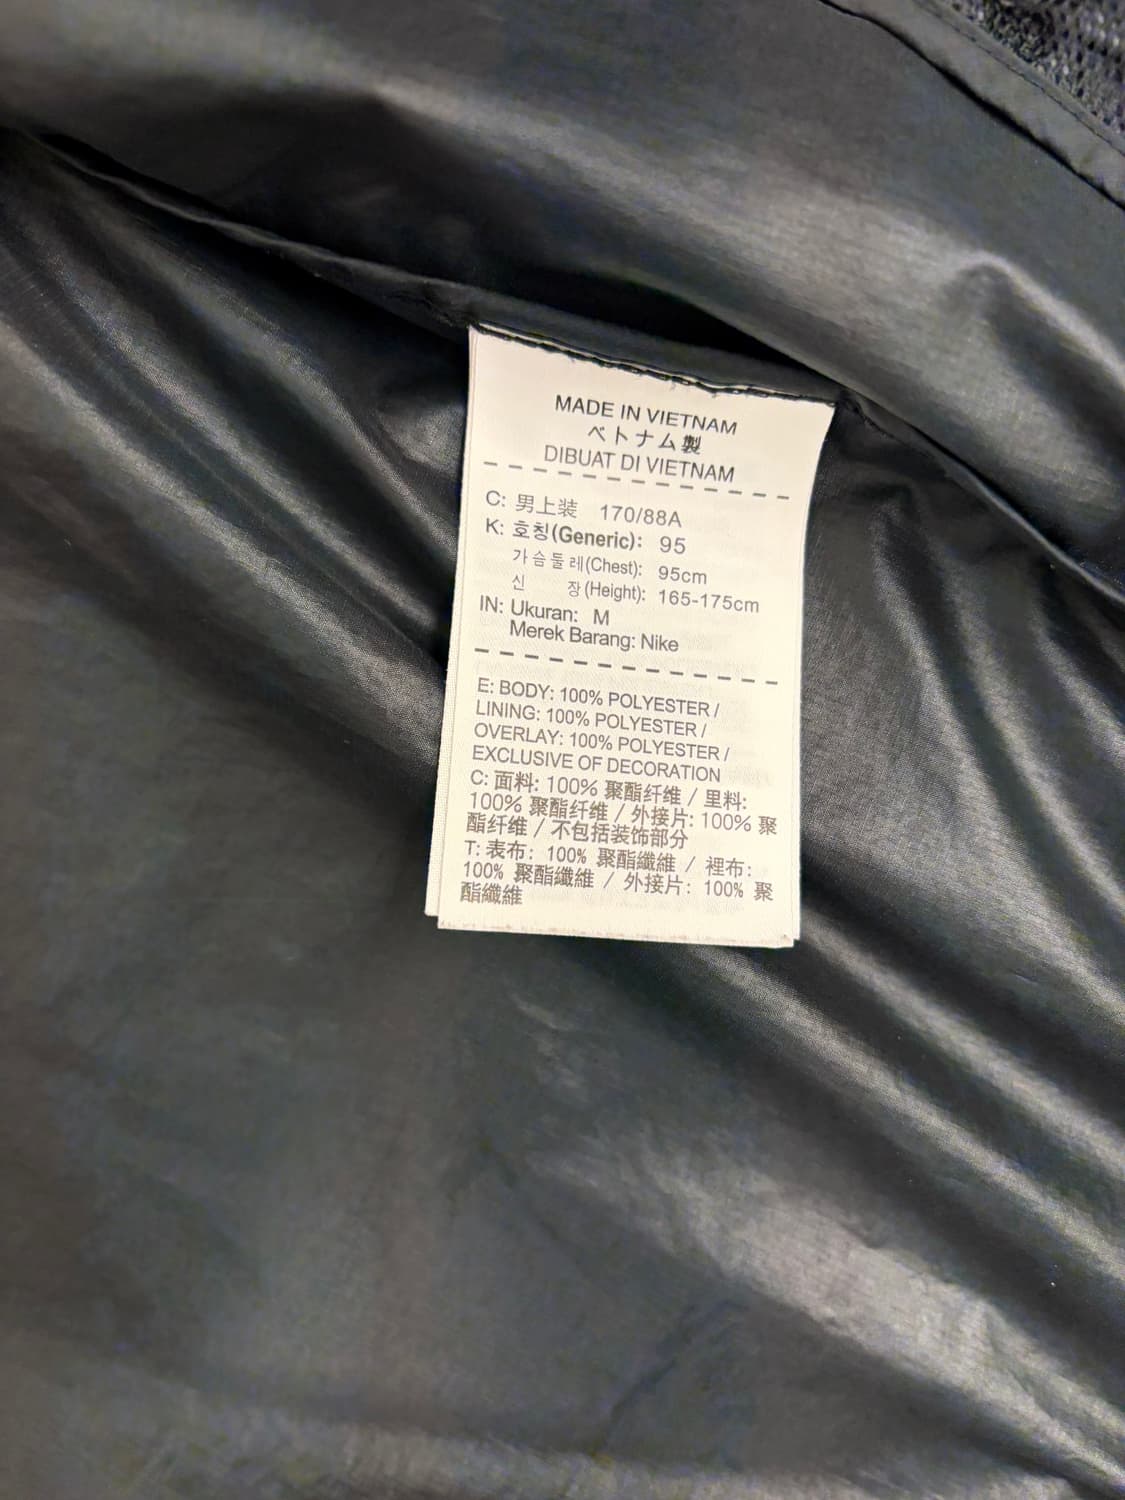 MADE IN VIETNAM
ベトナム製
DIBUAT DI VIETNAM
C: 男上装 170/88A
K: 호칭(Generic): 95
가슴둘레(Chest): 95cm
신 장(Height): 165-175cm
IN: Ukuran: M
Merek Barang: Nike
E: BODY: 100% POLYESTER /
LINING: 100% POLYESTER /
OVERLAY: 100% POLYESTER /
EXCLUSIVE OF DECORATION
C: 面料: 100% 聚酯纤维 / 里料:
100% 聚酯纤维 / 外接片: 100% 聚
酯纤维 / 不包括装饰部分
T: 表布: 100% 聚酯纖維 / 裡布:
100% 聚酯纖維 / 外接片: 100% 聚
酯纖維